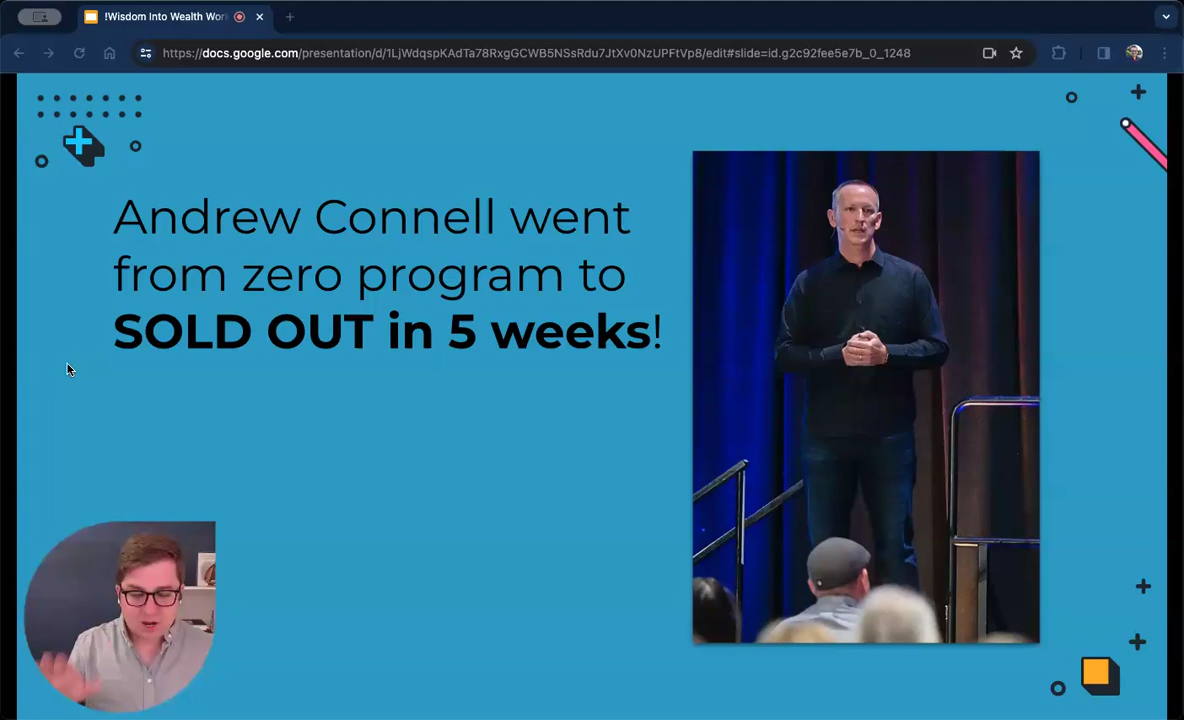 !Wisdom Into Wealth Wor
https://docs.google.com/presentation/d/1LjWdqspKAdTa78RxgGCWB5NSsRdu7JtXv0NzUPFtVp8/edit#slide=id.g2c92fee5e7b_0_1248
Andrew Connell went
from zero program to
SOLD OUT in 5 weeks!